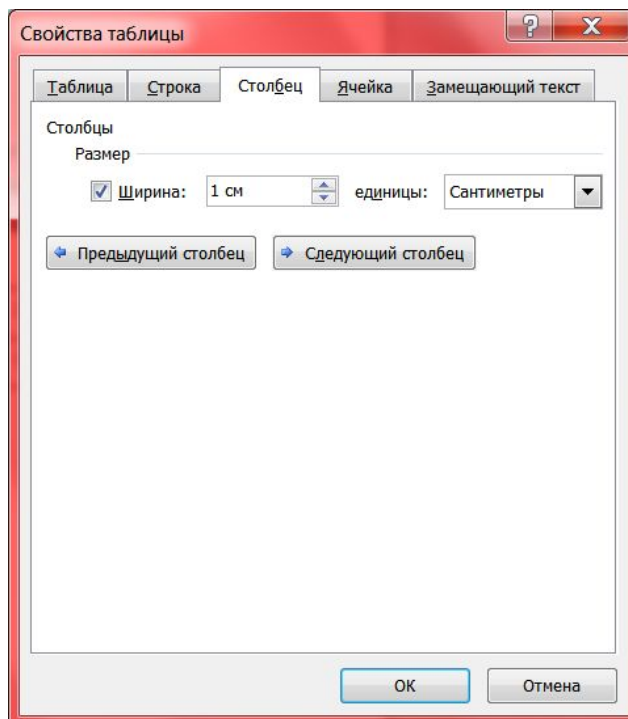 Свойства таблицы
Таблица Строка Столбец Ячейка Замещающий текст
Столбцы
Размер
Ширина: 1 см единицы: Сантиметры
Предыдущий столбец Следующий столбец
ОК Отмена